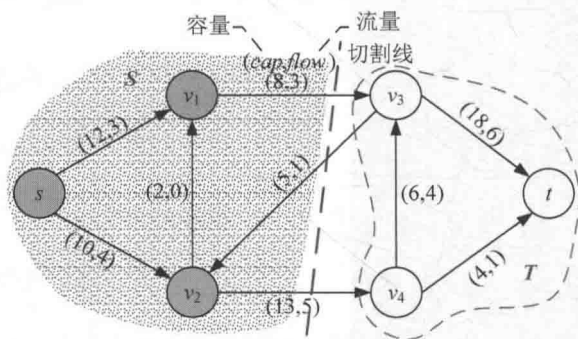 容量
流量
(cap,flow)
切割线
S
v1
(8,3)
v3
(12,3)
(18,6)
(5,1)
s
(2,0)
(6,4)
t
(10,4)
(4,1)
v2
(13,5)
v4
T